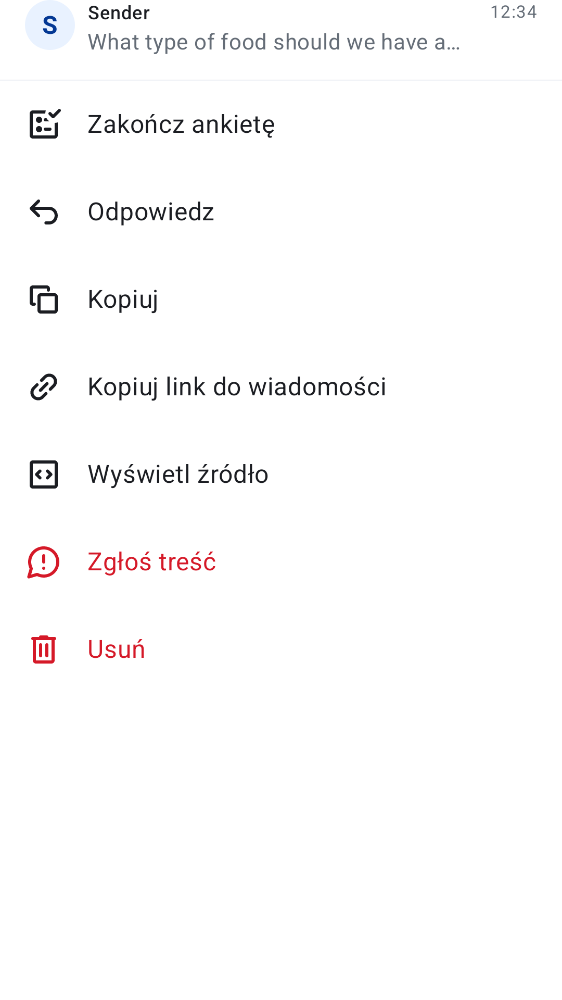 S
Sender
12:34
What type of food should we have a…
Zakończ ankietę
Odpowiedz
Kopiuj
Kopiuj link do wiadomości
Wyświetl źródło
Zgłoś treść
Usuń